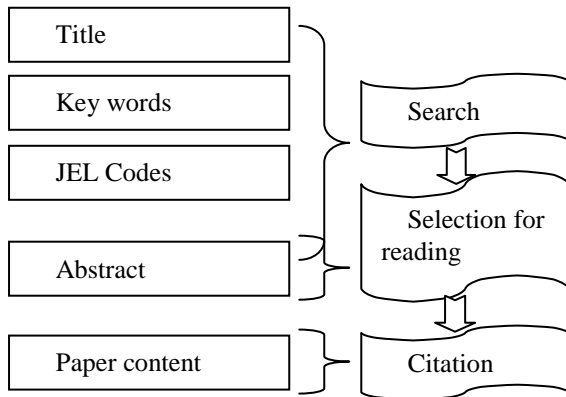 Title
Key words
JEL Codes
Abstract
Paper content
Search
Selection for
reading
Citation